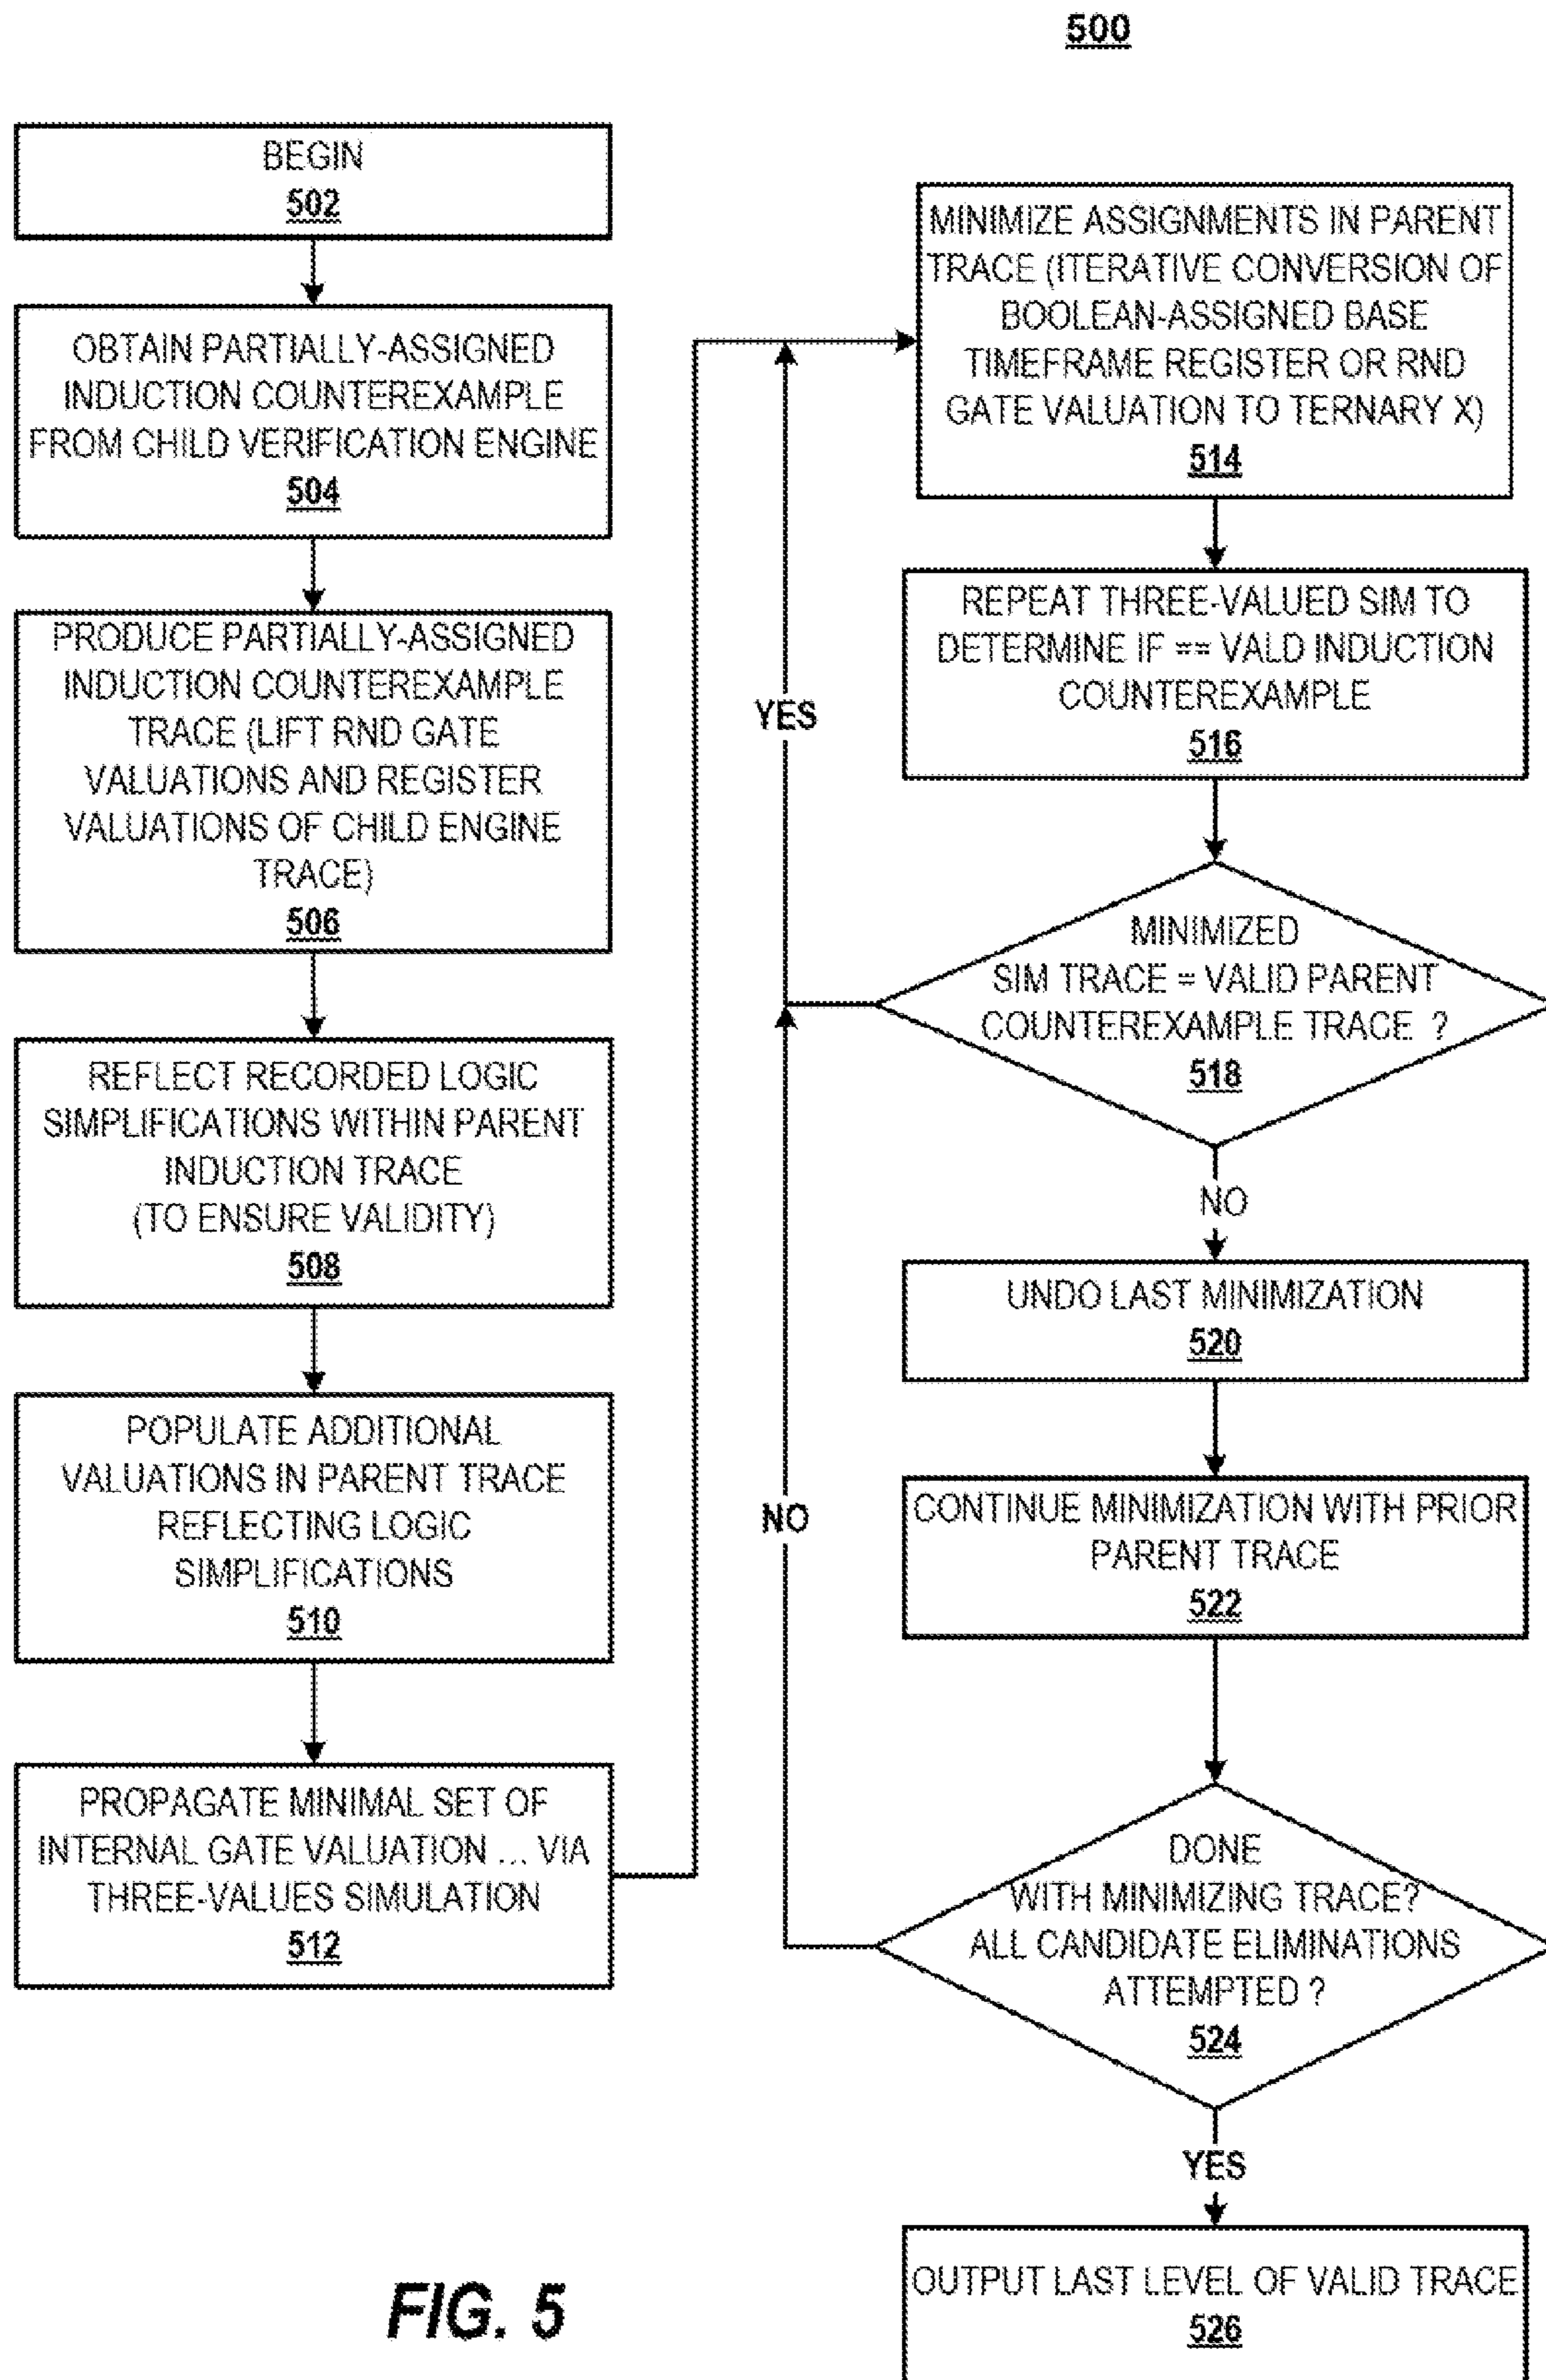 500
BEGIN
502
OBTAIN PARTIALLY-ASSIGNED
INDUCTION COUNTEREXAMPLE
FROM CHILD VERIFICATION ENGINE
504
PRODUCE PARTIALLY-ASSIGNED
INDUCTION COUNTEREXAMPLE
TRACE (LIFT RND GATE
VALUATIONS AND REGISTER
VALUATIONS OF CHILD ENGINE
TRACE)
506
REFLECT RECORDED LOGIC
SIMPLIFICATIONS WITHIN PARENT
INDUCTION TRACE
(TO ENSURE VALIDITY)
508
POPULATE ADDITIONAL
VALUATIONS IN PARENT TRACE
REFLECTING LOGIC
SIMPLIFICATIONS
510
PROPAGATE MINIMAL SET OF
INTERNAL GATE VALUATION ... VIA
THREE-VALUES SIMULATION
512
MINIMIZE ASSIGNMENTS IN PARENT
TRACE (ITERATIVE CONVERSION OF
BOOLEAN-ASSIGNED BASE
TIMEFRAME REGISTER OR RND
GATE VALUATION TO TERNARY X)
514
REPEAT THREE-VALUED SIM TO
DETERMINE IF == VALD INDUCTION
COUNTEREXAMPLE
516
YES
MINIMIZED
SIM TRACE = VALID PARENT
COUNTEREXAMPLE TRACE ?
518
NO
UNDO LAST MINIMIZATION
520
CONTINUE MINIMIZATION WITH PRIOR
PARENT TRACE
522
NO
DONE
WITH MINIMIZING TRACE?
ALL CANDIDATE ELIMINATIONS
ATTEMPTED ?
524
YES
OUTPUT LAST LEVEL OF VALID TRACE
526
FIG. 5